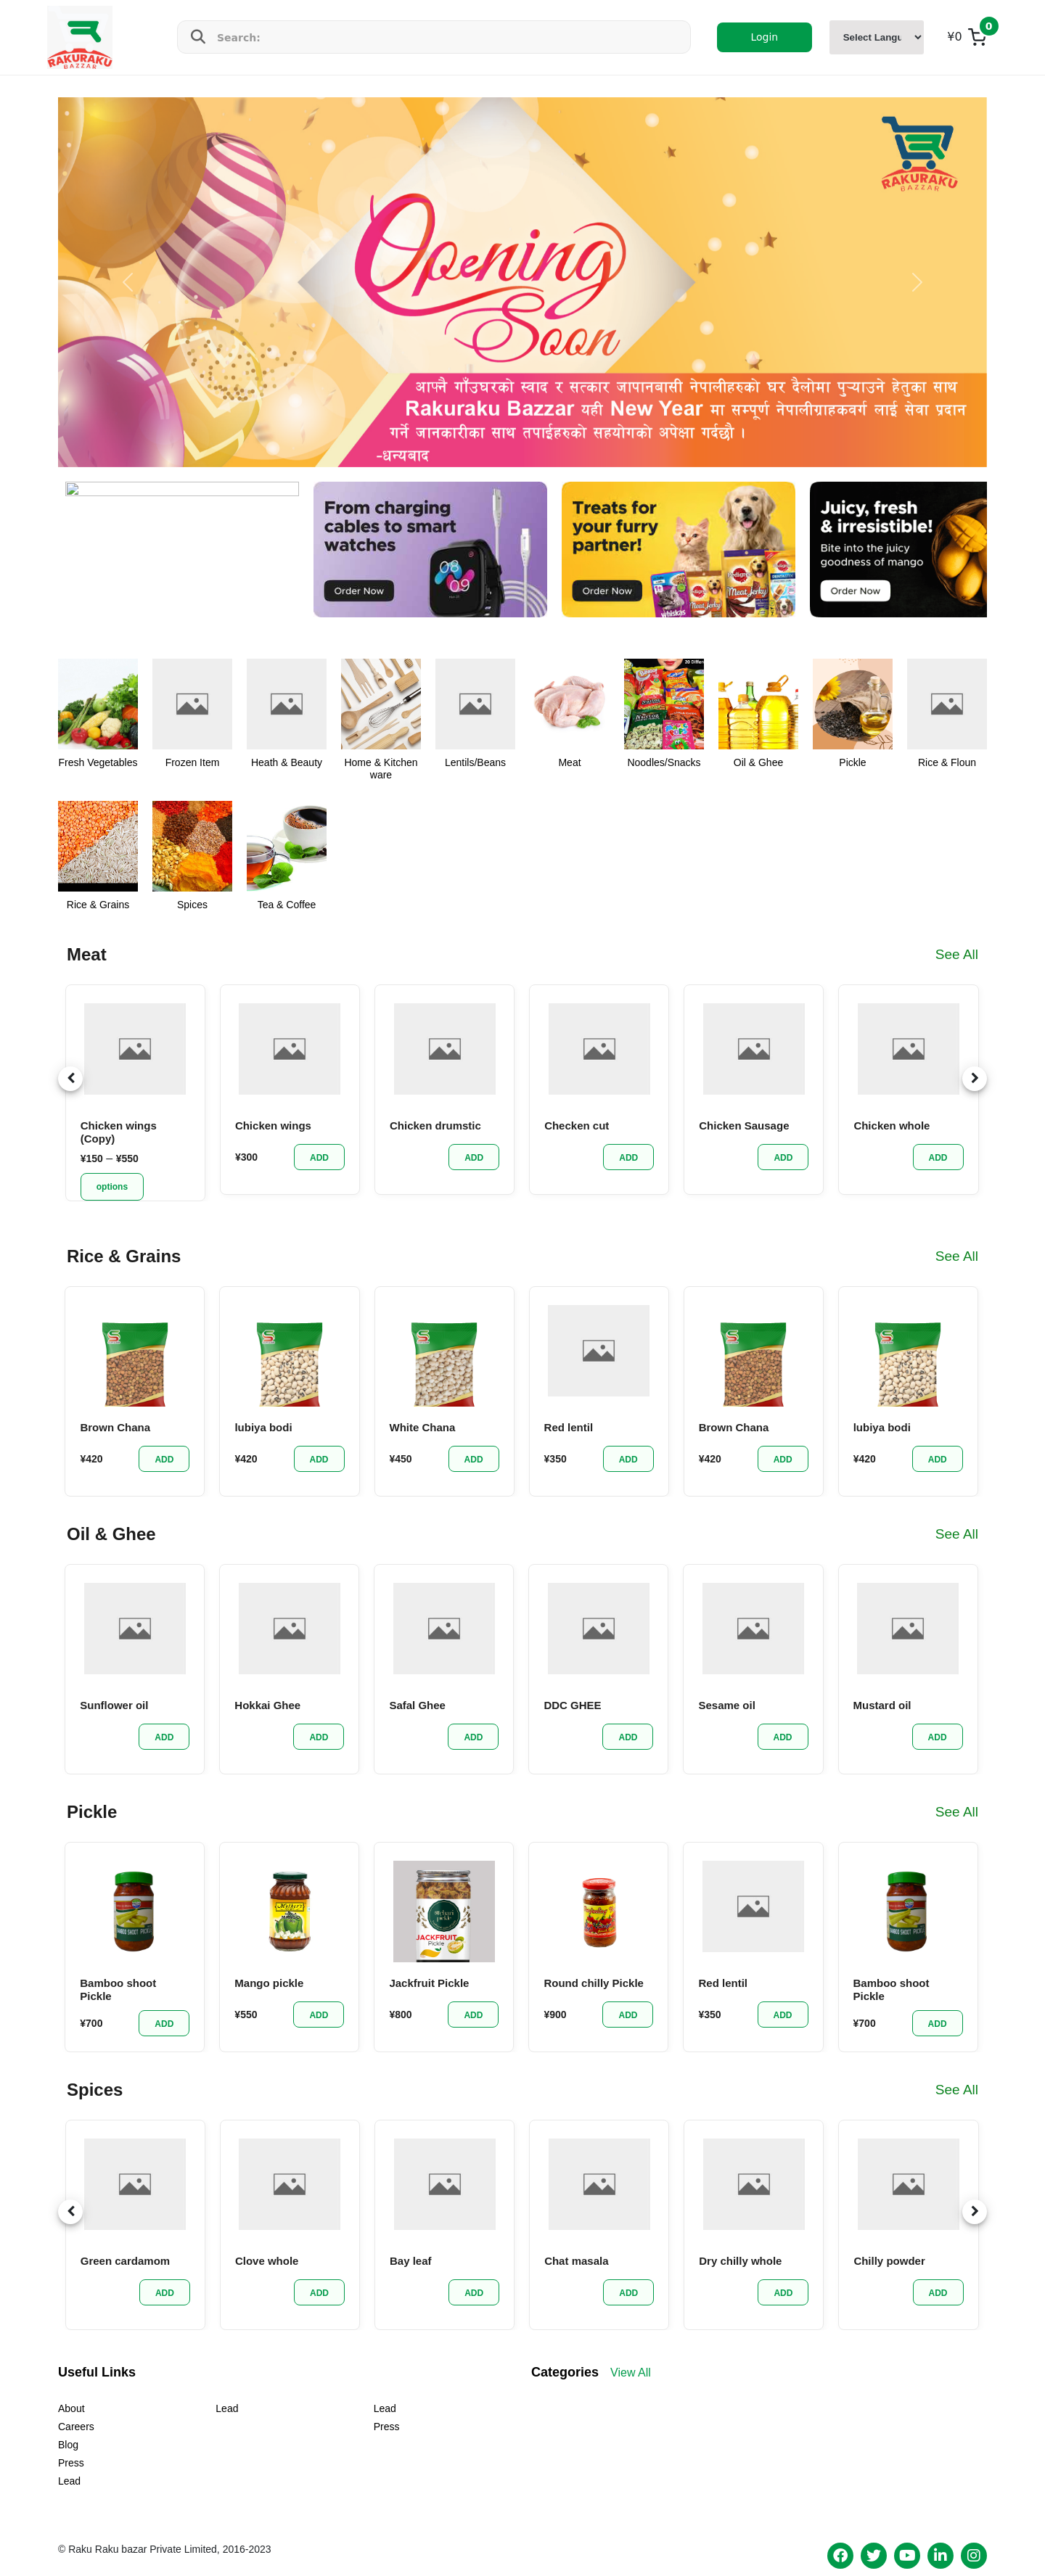 RAKURAKU
BAZZAR
Search:
Login
Select Langu
¥0
0
RAKURAKU
BAZZAR
Opening
Soon
आफ्नै गाँउघरको स्वाद र सत्कार जापानबासी नेपालीहरुको घर दैलोमा पुऱ्याउने हेतुका साथ
Rakuraku Bazzar यही New Year मा सम्पूर्ण नेपालीग्राहकवर्ग लाई सेवा प्रदान
गर्ने जानकारीका साथ तपाईहरुको सहयोगको अपेक्षा गर्दछौ ।
-धन्यबाद
From charging
cables to smart
watches
Order Now
08
09
Treats for
your furry
partner!
Order Now
Juicy, fresh
& irresistible!
Bite into the juicy
goodness of mango
Order Now
Fresh Vegetables
Frozen Item
Heath & Beauty
Home & Kitchen
ware
Lentils/Beans
Meat
Noodles/Snacks
Oil & Ghee
Pickle
Rice & Floun
Rice & Grains
Spices
Tea & Coffee
Meat
See All
Chicken wings
(Copy)
¥150 – ¥550
options
Chicken wings
¥300
ADD
Chicken drumstic
ADD
Checken cut
ADD
Chicken Sausage
ADD
Chicken whole
ADD
Rice & Grains
See All
Brown Chana
¥420
ADD
lubiya bodi
¥420
ADD
White Chana
¥450
ADD
Red lentil
¥350
ADD
Brown Chana
¥420
ADD
lubiya bodi
¥420
ADD
Oil & Ghee
See All
Sunflower oil
ADD
Hokkai Ghee
ADD
Safal Ghee
ADD
DDC GHEE
ADD
Sesame oil
ADD
Mustard oil
ADD
Pickle
See All
Bamboo shoot
Pickle
¥700
ADD
Mango pickle
¥550
ADD
JACKFRUIT
Pickle
Jackfruit Pickle
¥800
ADD
Round chilly Pickle
¥900
ADD
Red lentil
¥350
ADD
Bamboo shoot
Pickle
¥700
ADD
Spices
See All
Green cardamom
ADD
Clove whole
ADD
Bay leaf
ADD
Chat masala
ADD
Dry chilly whole
ADD
Chilly powder
ADD
Useful Links
About
Careers
Blog
Press
Lead
Lead
Lead
Press
Categories View All
© Raku Raku bazar Private Limited, 2016-2023